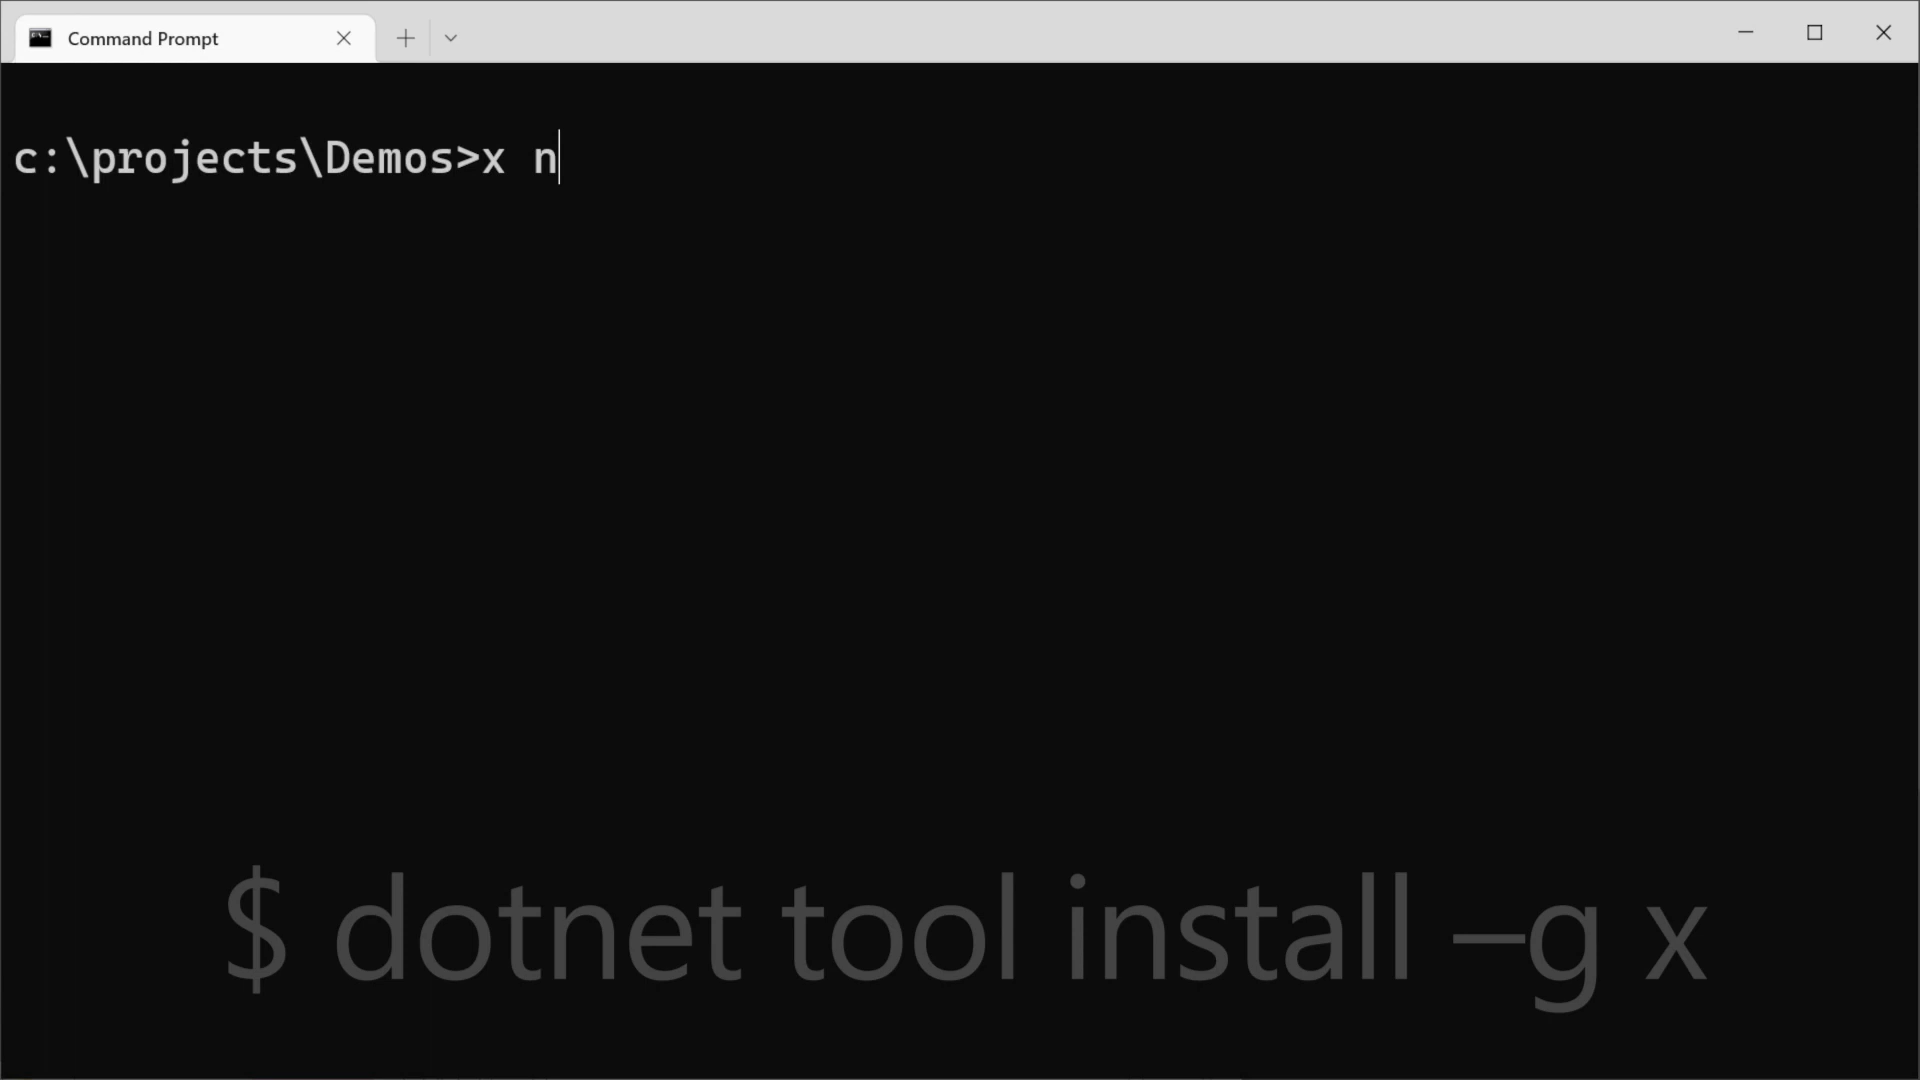 Command Prompt
c:\projects\Demos>x n
$ dotnet tool install –g x